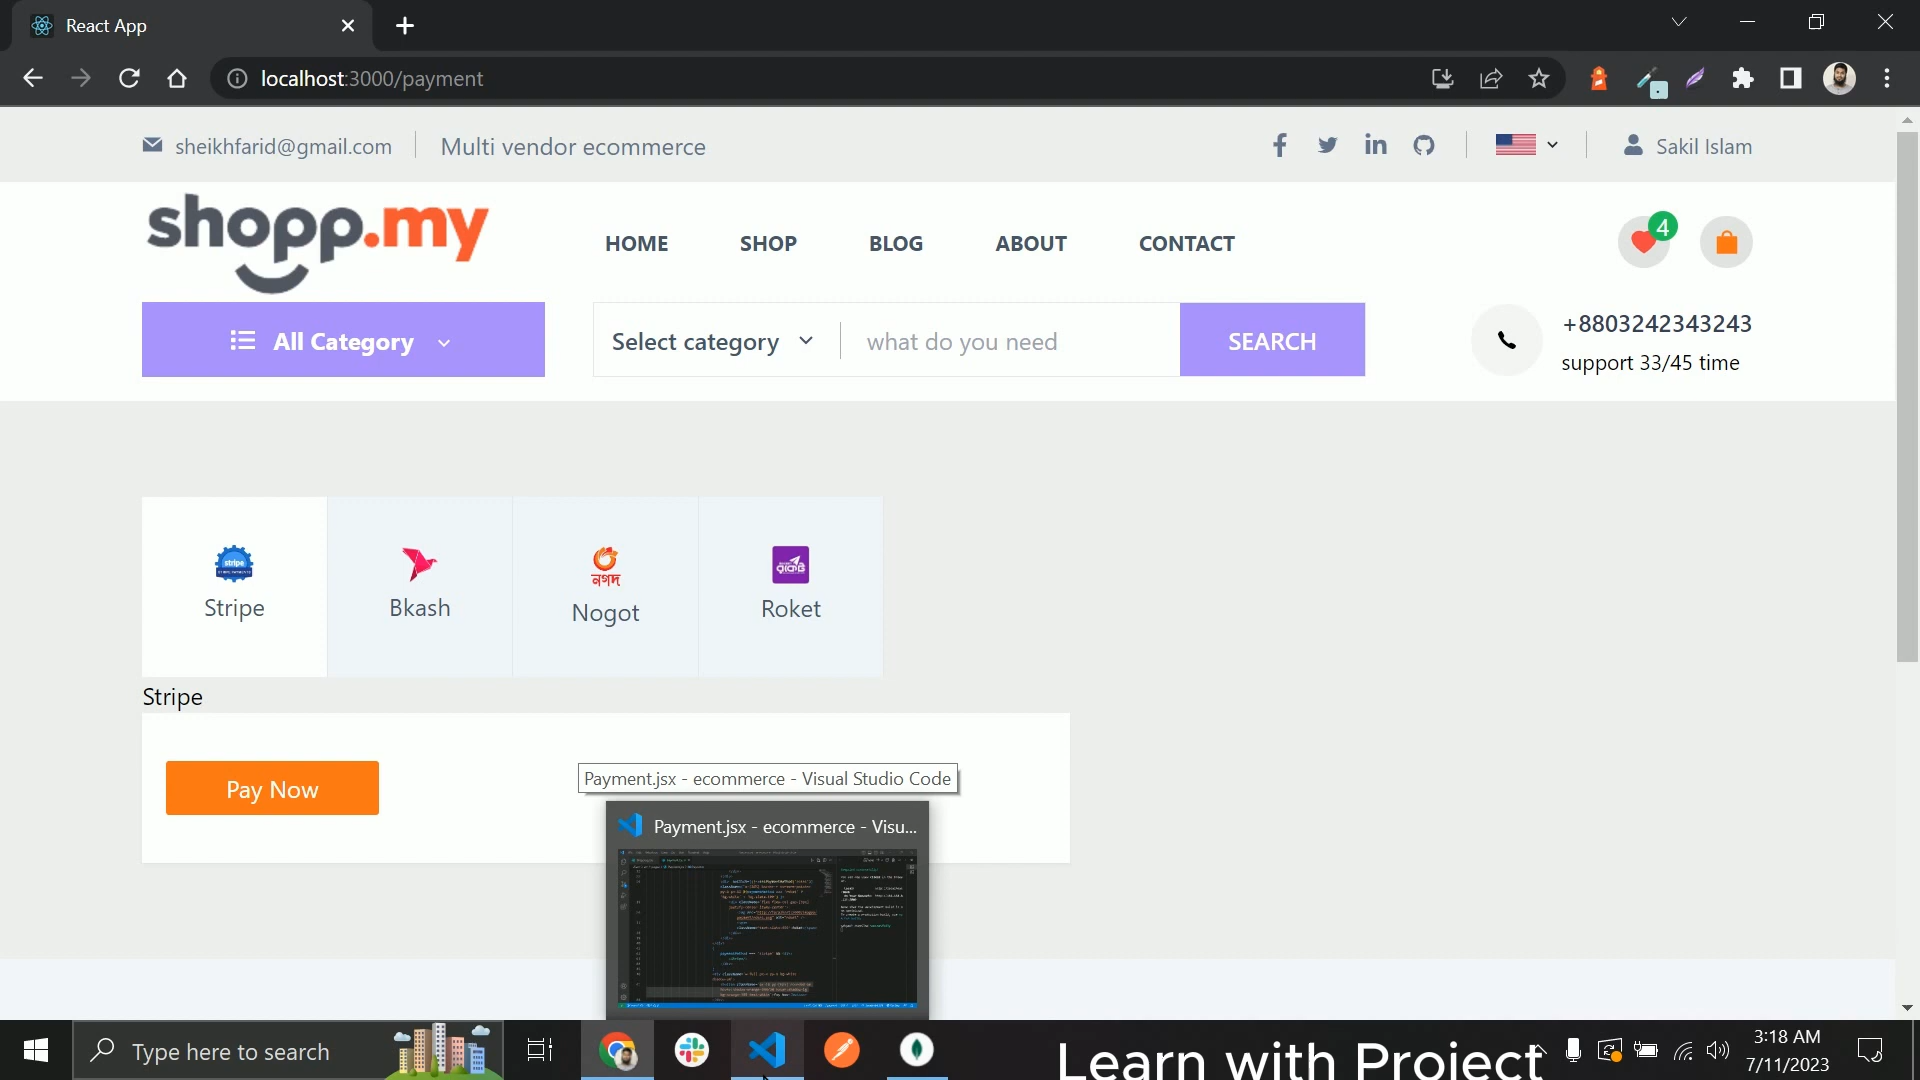 React App
localhost:3000/payment
sheikhfarid@gmail.com
Multi vendor ecommerce
Sakil Islam
shopp.my
HOME
SHOP
BLOG
ABOUT
CONTACT
4
All Category
Select category
what do you need
SEARCH
+8803242343243
support 33/45 time
stripe
নগদ
রকেট
Stripe
Bkash
Nogot
Roket
Stripe
Pay Now
Payment.jsx - ecommerce - Visual Studio Code
Payment.jsx - ecommerce - Visu...
Type here to search
Learn with Project
3:18 AM
7/11/2023